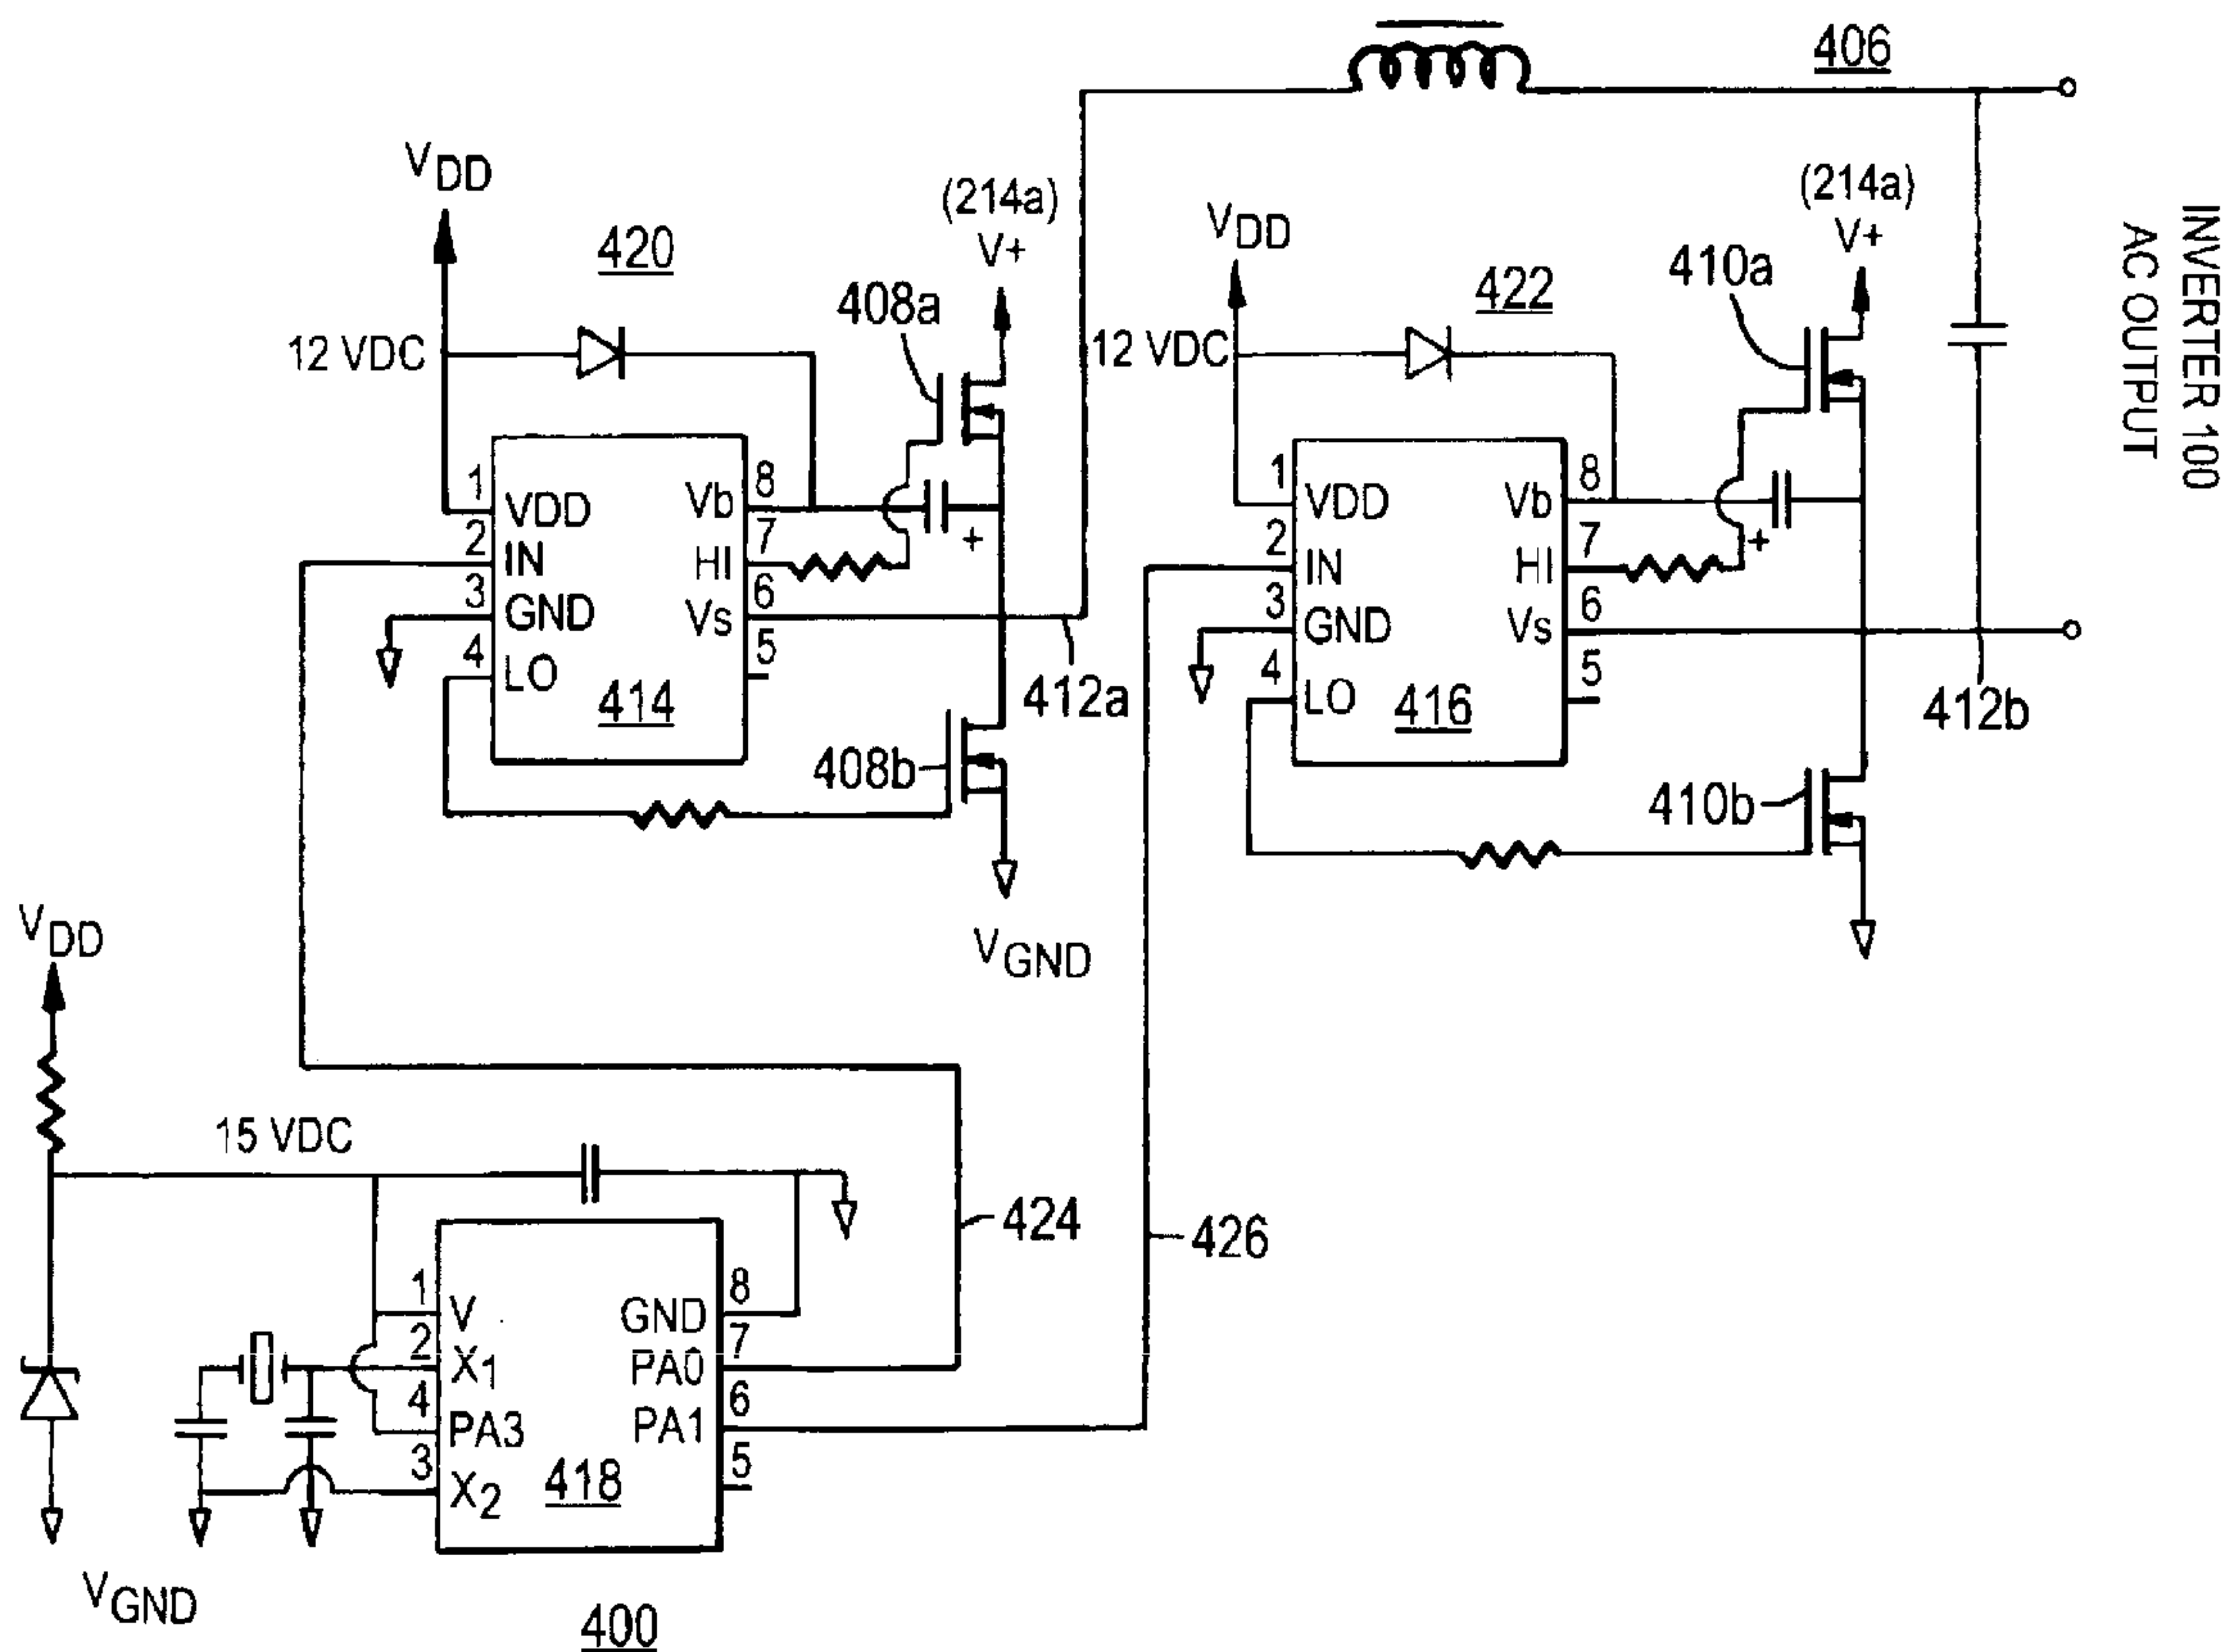 406
INVERTER 100
AC OUTPUT
VDD
420
(214a)
V+
408a
12 VDC
1
VDD
2
IN
3
GND
4
LO
8
Vb
7
HI
6
Vs
5
414
+
412a
408b
VGND
VDD
422
(214a)
V+
410a
12 VDC
1
VDD
2
IN
3
GND
4
LO
8
Vb
7
HI
6
Vs
5
416
+
412b
410b
VDD
15 VDC
424
426
1
V
2
X1
4
PA3
3
X2
8
GND
7
PA0
6
PA1
5
418
VGND
400